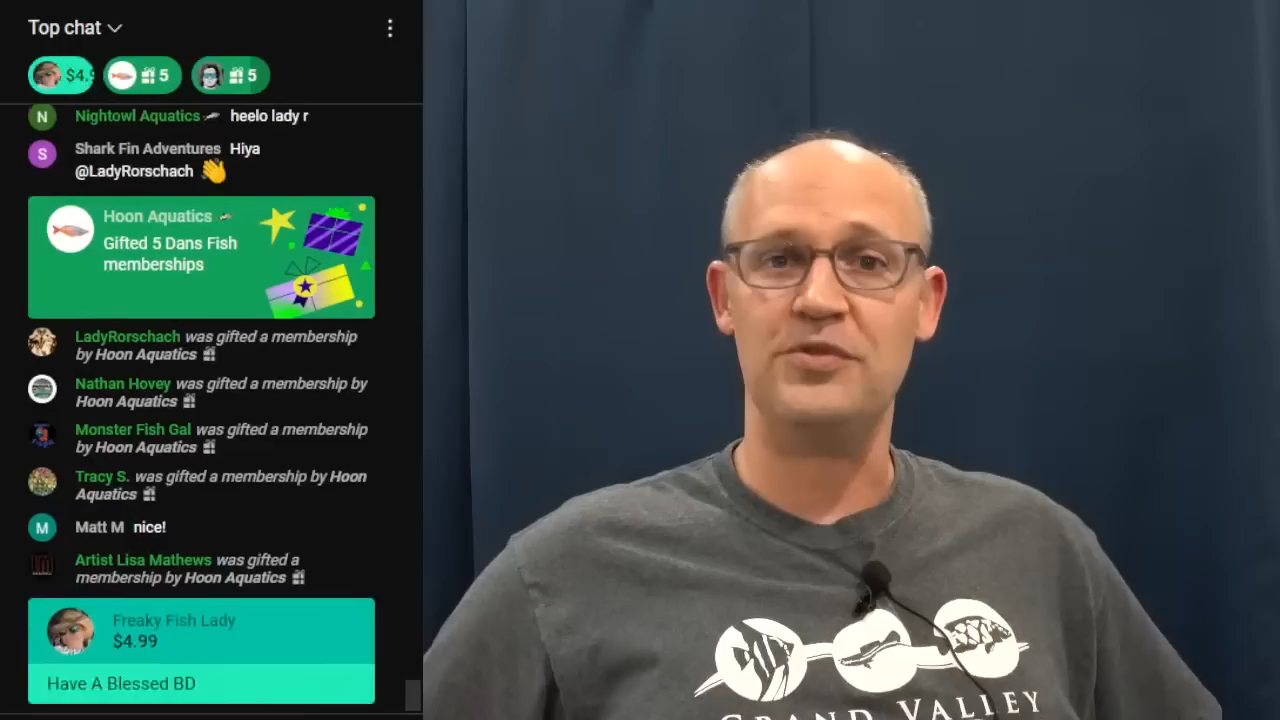 Top chat
$4.9
5
5
N
Nightowl Aquatics heelo lady r
S
Shark Fin Adventures Hiya
@LadyRorschach 👋
Hoon Aquatics
Gifted 5 Dans Fish
memberships
LadyRorschach was gifted a membership
by Hoon Aquatics
Nathan Hovey was gifted a membership by
Hoon Aquatics
Monster Fish Gal was gifted a membership
by Hoon Aquatics
Tracy S. was gifted a membership by Hoon
Aquatics
M
Matt M nice!
Artist Lisa Mathews was gifted a
membership by Hoon Aquatics
Freaky Fish Lady
$4.99
Have A Blessed BD
GRAND VALLEY